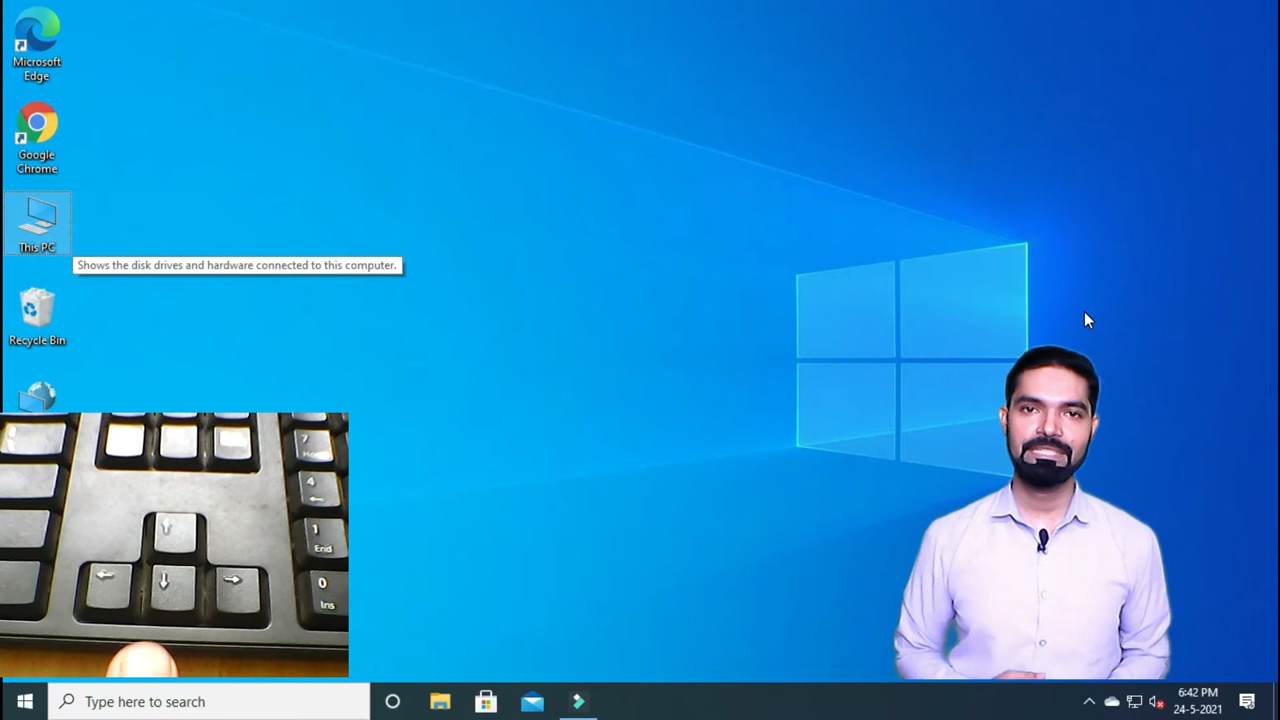 Microsoft
Edge
Google
Chrome
This PC
Shows the disk drives and hardware connected to this computer.
Recycle Bin
7
4
←
1
End
0
Ins
↑
← ↓ →
Type here to search
6:42 PM
24-5-2021